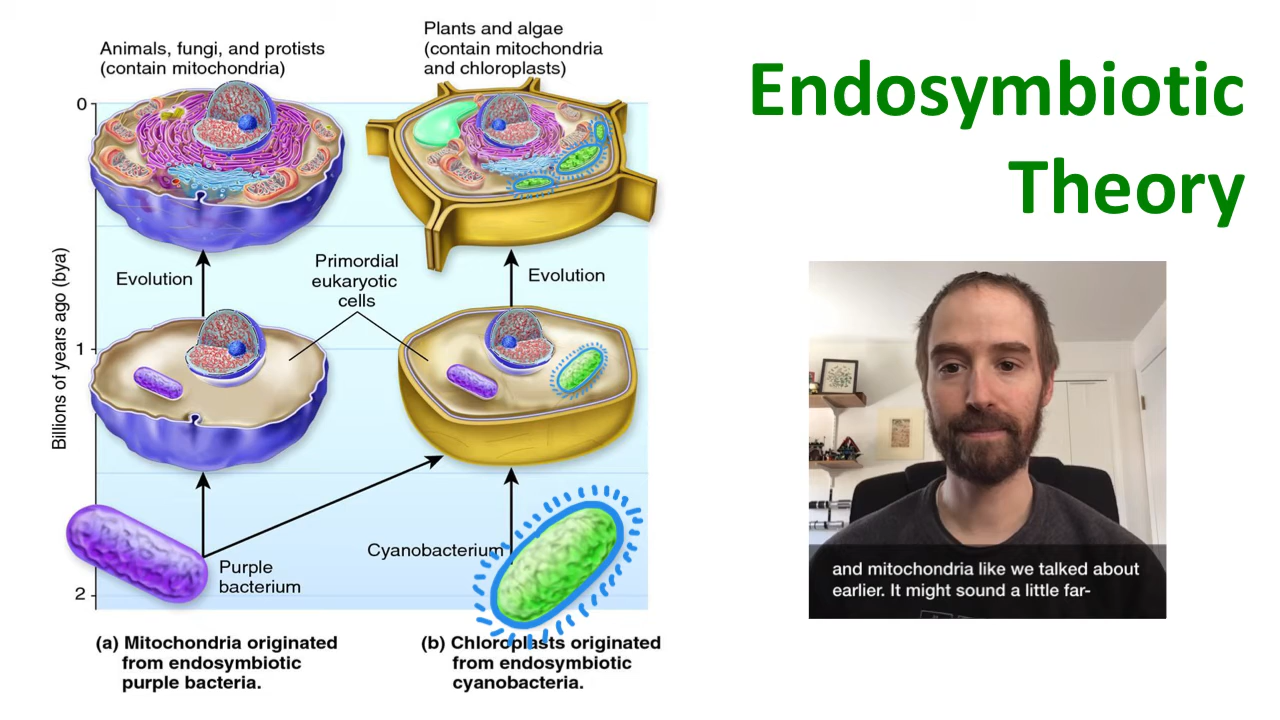 Animals, fungi, and protists
(contain mitochondria)
Plants and algae
(contain mitochondria
and chloroplasts)
Endosymbiotic
Theory
0
Evolution
Primordial
eukaryotic
cells
Evolution
Billions of years ago (bya)
1
Cyanobacterium
Purple
bacterium
2
and mitochondria like we talked about
earlier. It might sound a little far-
(a) Mitochondria originated
from endosymbiotic
purple bacteria.
(b) Chloroplasts originated
from endosymbiotic
cyanobacteria.